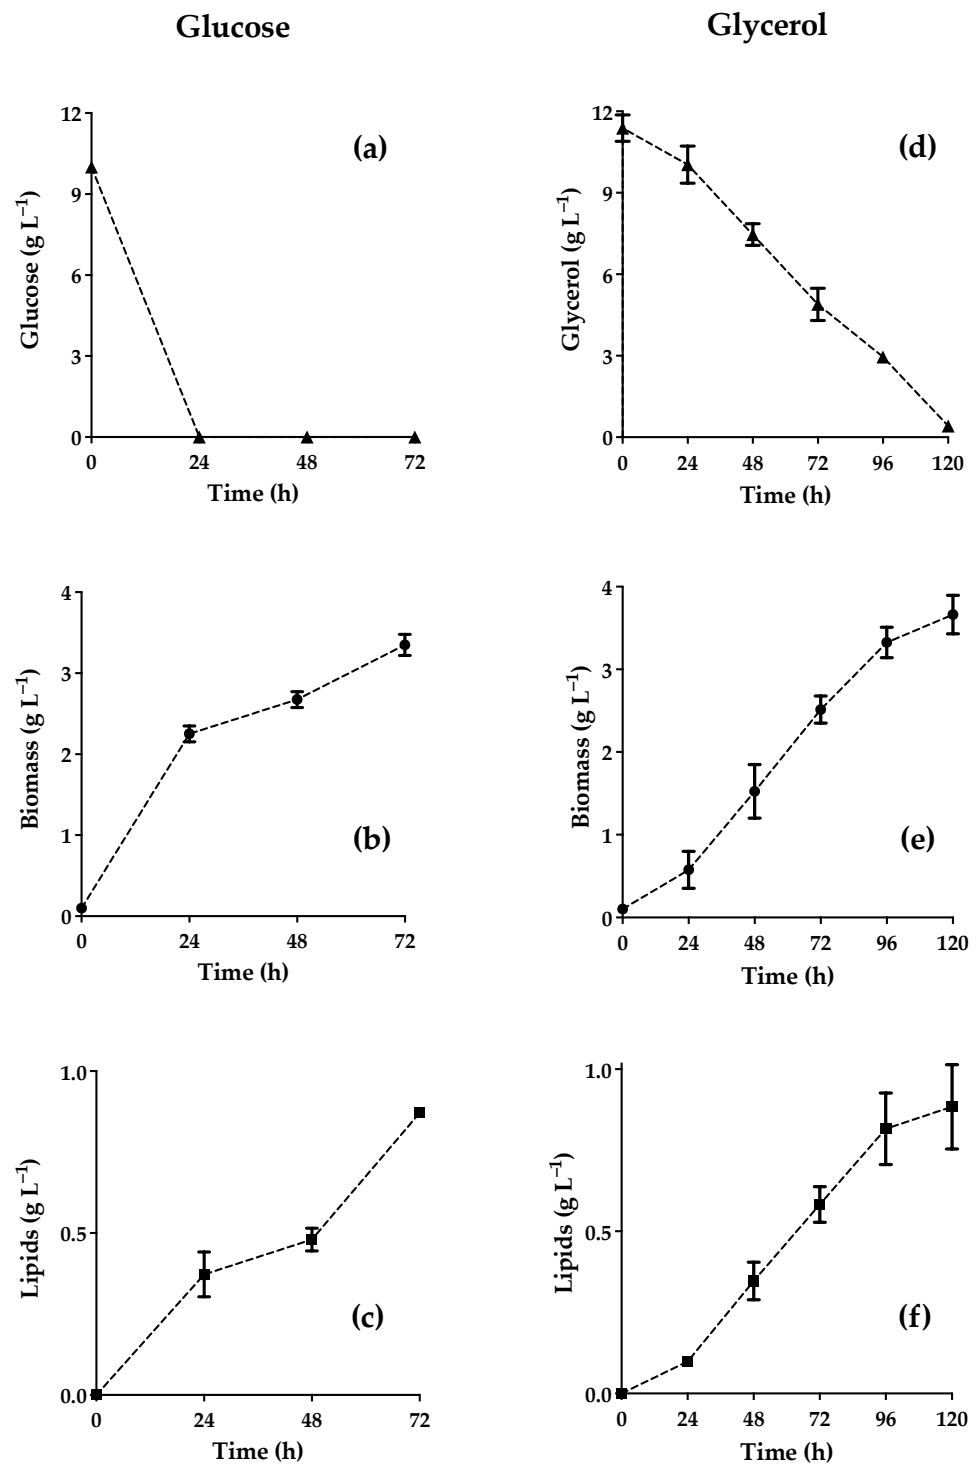 Glucose
Glycerol
(a)
Glucose (g L⁻¹)
12
9
6
3
0
0 24 48 72
Time (h)
(d)
Glycerol (g L⁻¹)
12
9
6
3
0
0 24 48 72 96 120
Time (h)
(b)
Biomass (g L⁻¹)
4
3
2
1
0
0 24 48 72
Time (h)
(e)
Biomass (g L⁻¹)
4
3
2
1
0
0 24 48 72 96 120
Time (h)
(c)
Lipids (g L⁻¹)
1.0
0.5
0.0
0 24 48 72
Time (h)
(f)
Lipids (g L⁻¹)
1.0
0.5
0.0
0 24 48 72 96 120
Time (h)